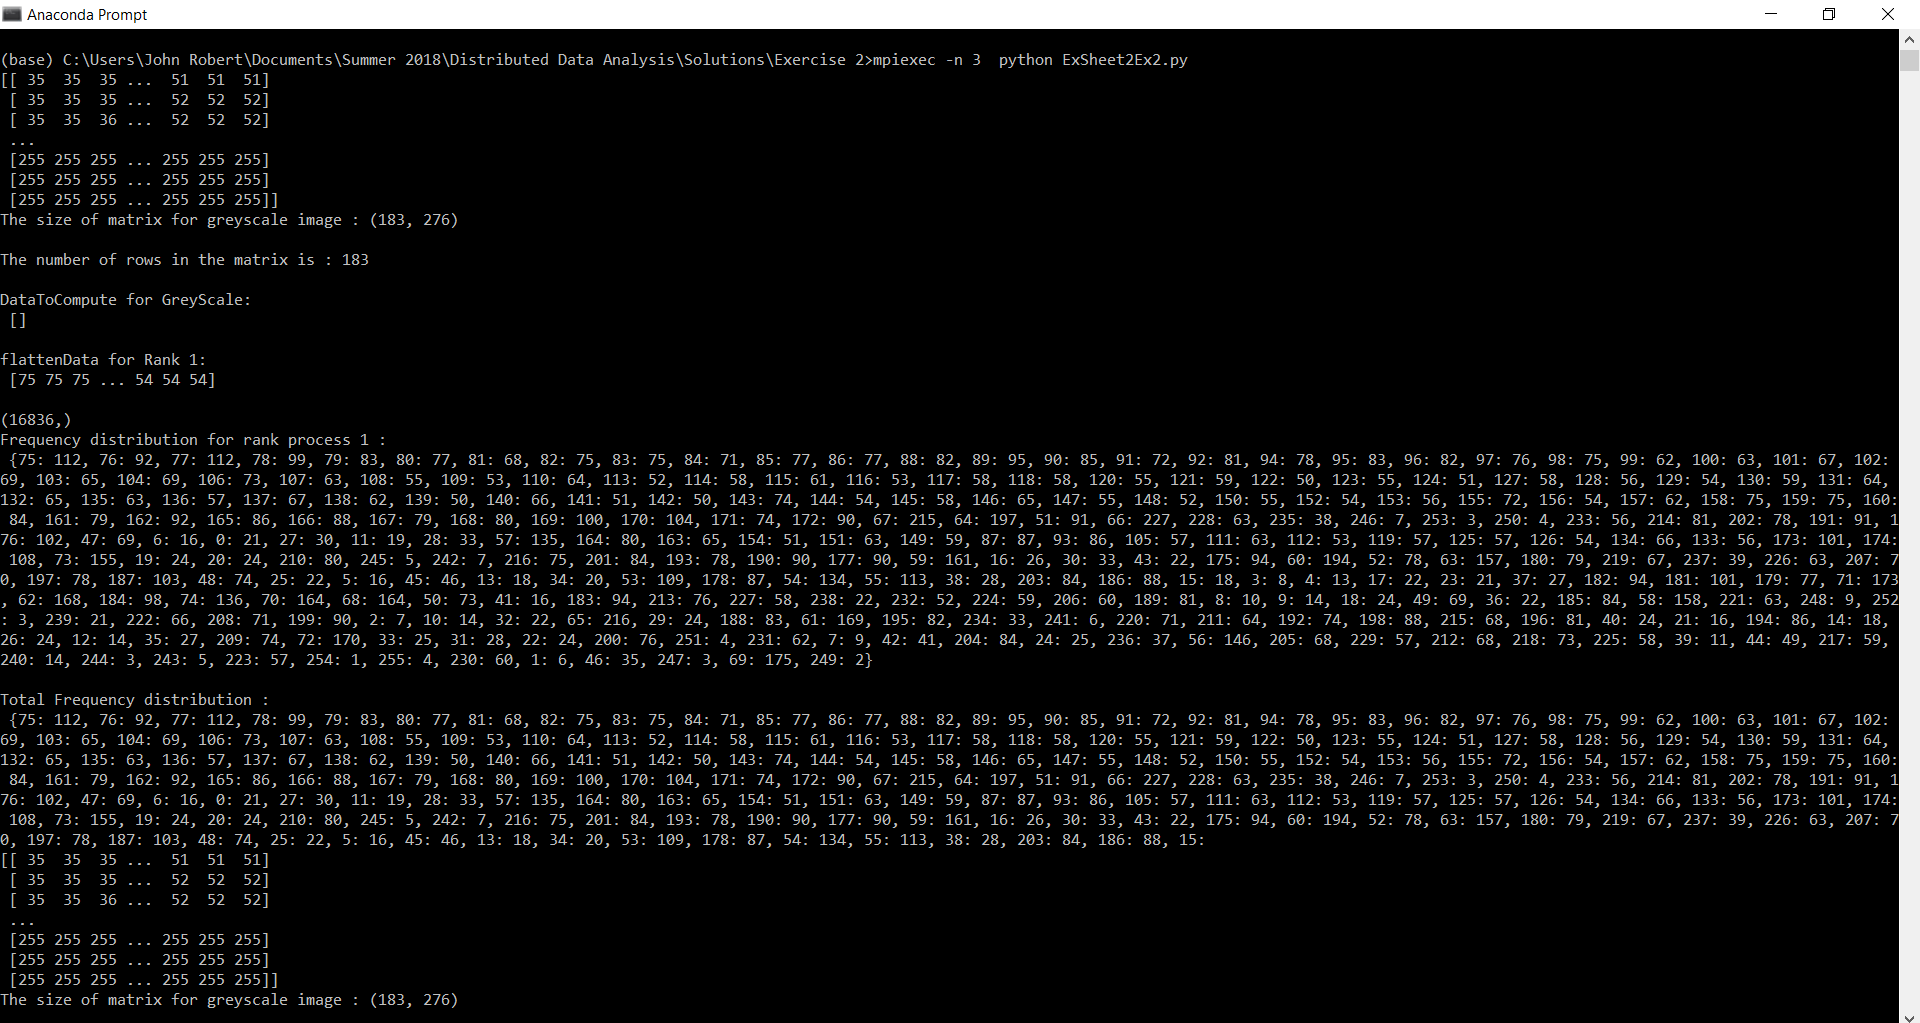 Anaconda Prompt
(base) C:\Users\John Robert\Documents\Summer 2018\Distributed Data Analysis\Solutions\Exercise 2>mpiexec -n 3  python ExSheet2Ex2.py
[[ 35  35  35 ...  51  51  51]
 [ 35  35  35 ...  52  52  52]
 [ 35  35  36 ...  52  52  52]
 ...
 [255 255 255 ... 255 255 255]
 [255 255 255 ... 255 255 255]
 [255 255 255 ... 255 255 255]]
The size of matrix for greyscale image : (183, 276)
The number of rows in the matrix is : 183
DataToCompute for GreyScale:
 []
flattenData for Rank 1:
 [75 75 75 ... 54 54 54]
(16836,)
Frequency distribution for rank process 1 :
 {75: 112, 76: 92, 77: 112, 78: 99, 79: 83, 80: 77, 81: 68, 82: 75, 83: 75, 84: 71, 85: 77, 86: 77, 88: 82, 89: 95, 90: 85, 91: 72, 92: 81, 94: 78, 95: 83, 96: 82, 97: 76, 98: 75, 99: 62, 100: 63, 101: 67, 102:
69, 103: 65, 104: 69, 106: 73, 107: 63, 108: 55, 109: 53, 110: 64, 113: 52, 114: 58, 115: 61, 116: 53, 117: 58, 118: 58, 120: 55, 121: 59, 122: 50, 123: 55, 124: 51, 127: 58, 128: 56, 129: 54, 130: 59, 131: 64,
132: 65, 135: 63, 136: 57, 137: 67, 138: 62, 139: 50, 140: 66, 141: 51, 142: 50, 143: 74, 144: 54, 145: 58, 146: 65, 147: 55, 148: 52, 150: 55, 152: 54, 153: 56, 155: 72, 156: 54, 157: 62, 158: 75, 159: 75, 160:
 84, 161: 79, 162: 92, 165: 86, 166: 88, 167: 79, 168: 80, 169: 100, 170: 104, 171: 74, 172: 90, 67: 215, 64: 197, 51: 91, 66: 227, 228: 63, 235: 38, 246: 7, 253: 3, 250: 4, 233: 56, 214: 81, 202: 78, 191: 91, 1
76: 102, 47: 69, 6: 16, 0: 21, 27: 30, 11: 19, 28: 33, 57: 135, 164: 80, 163: 65, 154: 51, 151: 63, 149: 59, 87: 87, 93: 86, 105: 57, 111: 63, 112: 53, 119: 57, 125: 57, 126: 54, 134: 66, 133: 56, 173: 101, 174:
 108, 73: 155, 19: 24, 20: 24, 210: 80, 245: 5, 242: 7, 216: 75, 201: 84, 193: 78, 190: 90, 177: 90, 59: 161, 16: 26, 30: 33, 43: 22, 175: 94, 60: 194, 52: 78, 63: 157, 180: 79, 219: 67, 237: 39, 226: 63, 207: 7
0, 197: 78, 187: 103, 48: 74, 25: 22, 5: 16, 45: 46, 13: 18, 34: 20, 53: 109, 178: 87, 54: 134, 55: 113, 38: 28, 203: 84, 186: 88, 15: 18, 3: 8, 4: 13, 17: 22, 23: 21, 37: 27, 182: 94, 181: 101, 179: 77, 71: 173
, 62: 168, 184: 98, 74: 136, 70: 164, 68: 164, 50: 73, 41: 16, 183: 94, 213: 76, 227: 58, 238: 22, 232: 52, 224: 59, 206: 60, 189: 81, 8: 10, 9: 14, 18: 24, 49: 69, 36: 22, 185: 84, 58: 158, 221: 63, 248: 9, 252
: 3, 239: 21, 222: 66, 208: 71, 199: 90, 2: 7, 10: 14, 32: 22, 65: 216, 29: 24, 188: 83, 61: 169, 195: 82, 234: 33, 241: 6, 220: 71, 211: 64, 192: 74, 198: 88, 215: 68, 196: 81, 40: 24, 21: 16, 194: 86, 14: 18,
26: 24, 12: 14, 35: 27, 209: 74, 72: 170, 33: 25, 31: 28, 22: 24, 200: 76, 251: 4, 231: 62, 7: 9, 42: 41, 204: 84, 24: 25, 236: 37, 56: 146, 205: 68, 229: 57, 212: 68, 218: 73, 225: 58, 39: 11, 44: 49, 217: 59,
240: 14, 244: 3, 243: 5, 223: 57, 254: 1, 255: 4, 230: 60, 1: 6, 46: 35, 247: 3, 69: 175, 249: 2}
Total Frequency distribution :
 {75: 112, 76: 92, 77: 112, 78: 99, 79: 83, 80: 77, 81: 68, 82: 75, 83: 75, 84: 71, 85: 77, 86: 77, 88: 82, 89: 95, 90: 85, 91: 72, 92: 81, 94: 78, 95: 83, 96: 82, 97: 76, 98: 75, 99: 62, 100: 63, 101: 67, 102:
69, 103: 65, 104: 69, 106: 73, 107: 63, 108: 55, 109: 53, 110: 64, 113: 52, 114: 58, 115: 61, 116: 53, 117: 58, 118: 58, 120: 55, 121: 59, 122: 50, 123: 55, 124: 51, 127: 58, 128: 56, 129: 54, 130: 59, 131: 64,
132: 65, 135: 63, 136: 57, 137: 67, 138: 62, 139: 50, 140: 66, 141: 51, 142: 50, 143: 74, 144: 54, 145: 58, 146: 65, 147: 55, 148: 52, 150: 55, 152: 54, 153: 56, 155: 72, 156: 54, 157: 62, 158: 75, 159: 75, 160:
 84, 161: 79, 162: 92, 165: 86, 166: 88, 167: 79, 168: 80, 169: 100, 170: 104, 171: 74, 172: 90, 67: 215, 64: 197, 51: 91, 66: 227, 228: 63, 235: 38, 246: 7, 253: 3, 250: 4, 233: 56, 214: 81, 202: 78, 191: 91, 1
76: 102, 47: 69, 6: 16, 0: 21, 27: 30, 11: 19, 28: 33, 57: 135, 164: 80, 163: 65, 154: 51, 151: 63, 149: 59, 87: 87, 93: 86, 105: 57, 111: 63, 112: 53, 119: 57, 125: 57, 126: 54, 134: 66, 133: 56, 173: 101, 174:
 108, 73: 155, 19: 24, 20: 24, 210: 80, 245: 5, 242: 7, 216: 75, 201: 84, 193: 78, 190: 90, 177: 90, 59: 161, 16: 26, 30: 33, 43: 22, 175: 94, 60: 194, 52: 78, 63: 157, 180: 79, 219: 67, 237: 39, 226: 63, 207: 7
0, 197: 78, 187: 103, 48: 74, 25: 22, 5: 16, 45: 46, 13: 18, 34: 20, 53: 109, 178: 87, 54: 134, 55: 113, 38: 28, 203: 84, 186: 88, 15:
[[ 35  35  35 ...  51  51  51]
 [ 35  35  35 ...  52  52  52]
 [ 35  35  36 ...  52  52  52]
 ...
 [255 255 255 ... 255 255 255]
 [255 255 255 ... 255 255 255]
 [255 255 255 ... 255 255 255]]
The size of matrix for greyscale image : (183, 276)